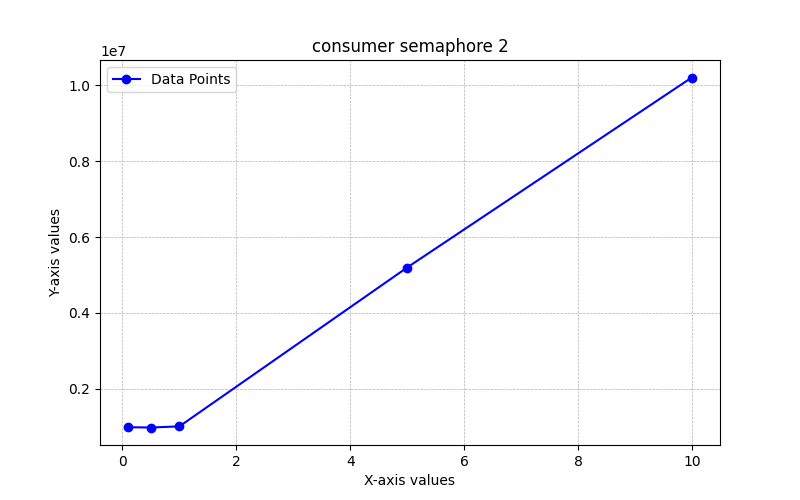 consumer semaphore 2
1e7
Data Points
1.0
0.8
0.6
0.4
0.2
Y-axis values
0 2 4 6 8 10
X-axis values